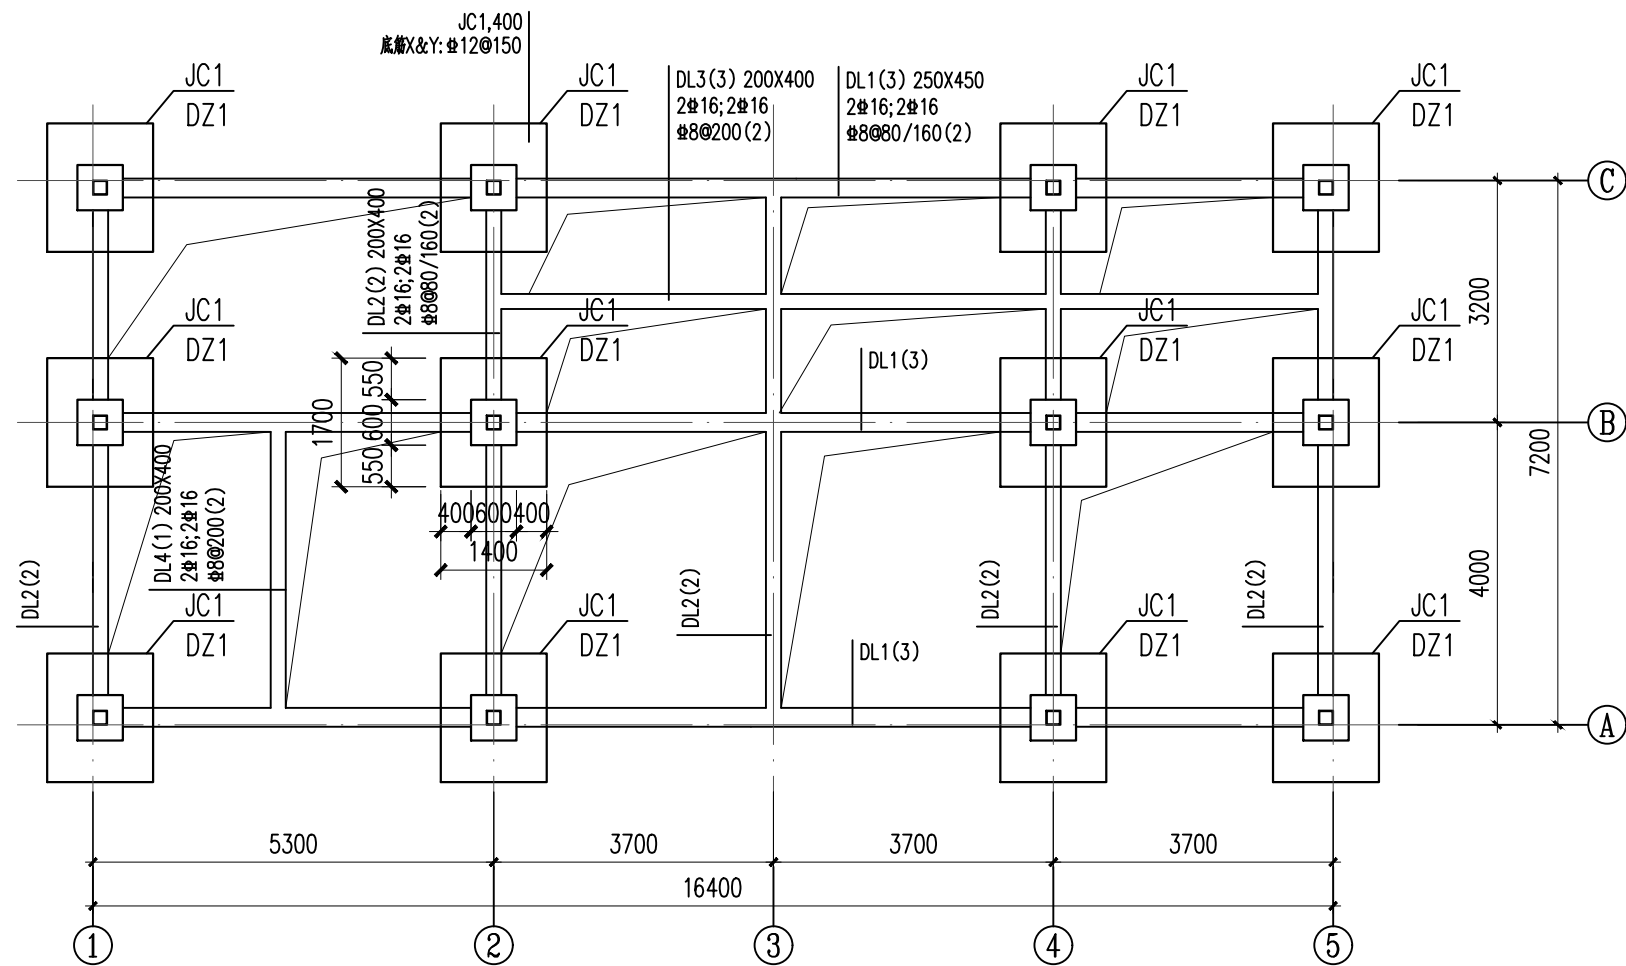 JC1,400
底筋X&Y:⌀12@150
JC1
DZ1
JC1
DZ1
DL3(3) 200X400
2⌀16;2⌀16
⌀8@200(2)
DL1(3) 250X450
2⌀16;2⌀16
⌀8@80/160(2)
JC1
DZ1
JC1
DZ1
C
DL2(2) 200X400
2⌀16;2⌀16
⌀8@80/160(2)
3200
JC1
DZ1
JC1
DZ1
DL1(3)
JC1
DZ1
JC1
DZ1
550
600
550
1700
B
7200
DL4(1) 200X400
2⌀16;2⌀16
⌀8@200(2)
400
600
400
1400
4000
DL2(2)
DL2(2)
DL2(2)
DL2(2)
JC1
DZ1
JC1
DZ1
DL1(3)
JC1
DZ1
JC1
DZ1
A
5300
3700
3700
3700
16400
1
2
3
4
5